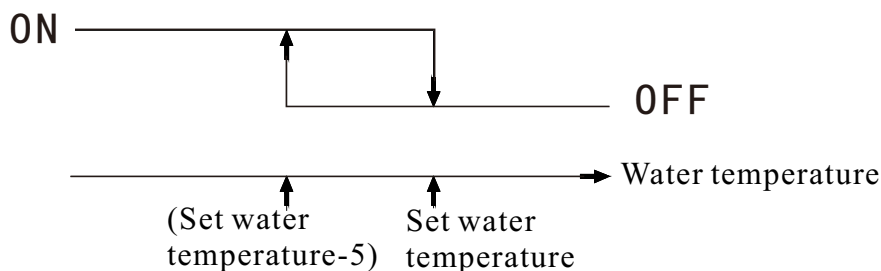 ON
OFF
Water temperature
(Set water
temperature-5)
Set water
temperature